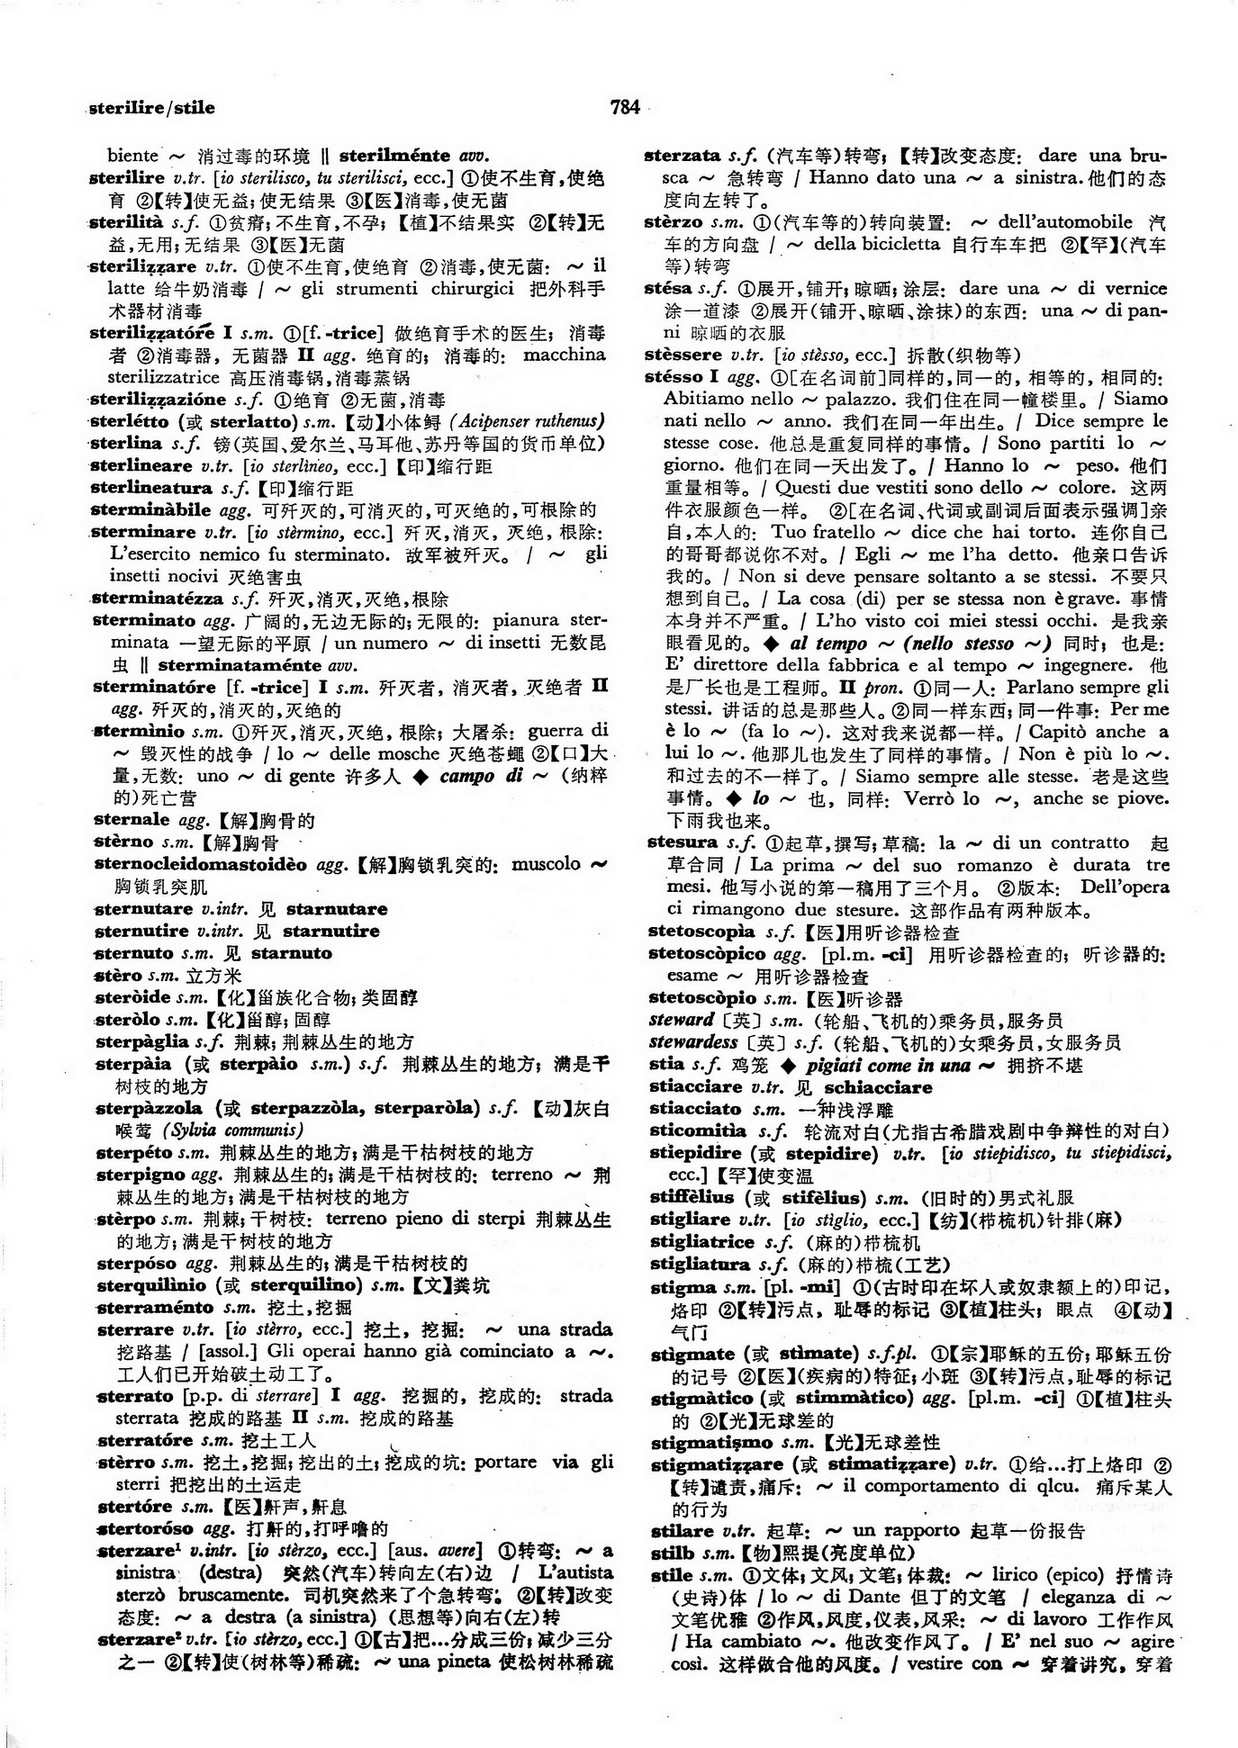 sterilire/stile
784
biente ～ 消过毒的环境 ‖ sterilménte avv.
sterilire v.tr. [io sterilisco, tu sterilisci, ecc.] ①使不生育,使绝
育 ②【转】使无益;使无结果 ③【医】消毒,使无菌
sterilità s.f. ①贫瘠;不生育,不孕;【植】不结果实 ②【转】无
益,无用;无结果 ③【医】无菌
sterilizzare v.tr. ①使不生育,使绝育 ②消毒,使无菌: ～ il
latte 给牛奶消毒 / ～ gli strumenti chirurgici 把外科手
术器材消毒
sterilizzatóre I s.m. ①[f. -trice] 做绝育手术的医生; 消毒
者 ②消毒器, 无菌器 II agg. 绝育的; 消毒的: macchina
sterilizzatrice 高压消毒锅,消毒蒸锅
sterilizzazióne s.f. ①绝育 ②无菌,消毒
sterlétto (或 sterlatto) s.m. 【动】小体鲟 (Acipenser ruthenus)
sterlina s.f. 镑(英国、爱尔兰、马耳他、苏丹等国的货币单位)
sterlineare v.tr. [io sterlìneo, ecc.] 【印】缩行距
sterlineatura s.f. 【印】缩行距
sterminàbile agg. 可歼灭的,可消灭的,可灭绝的,可根除的
sterminare v.tr. [io stèrmino, ecc.] 歼灭,消灭, 灭绝, 根除:
L'esercito nemico fu sterminato. 敌军被歼灭。 / ～ gli
insetti nocivi 灭绝害虫
sterminatézza s.f. 歼灭,消灭,灭绝,根除
sterminato agg. 广阔的,无边无际的;无限的: pianura ster-
minata 一望无际的平原 / un numero ～ di insetti 无数昆
虫 ‖ sterminataménte avv.
sterminatóre [f. -trice] I s.m. 歼灭者, 消灭者, 灭绝者 II
agg. 歼灭的,消灭的,灭绝的
stermìnio s.m. ①歼灭,消灭,灭绝, 根除; 大屠杀: guerra di
～ 毁灭性的战争 / lo ～ delle mosche 灭绝苍蝇 ②【口】大
量,无数: uno ～ di gente 许多人 ◆ campo di ～ (纳粹
的)死亡营
sternale agg. 【解】胸骨的
stèrno s.m. 【解】胸骨
sternocleidomastoidèo agg. 【解】胸锁乳突的: muscolo ～
胸锁乳突肌
sternutare v.intr. 见 starnutare
sternutire v.intr. 见 starnutire
sternuto s.m. 见 starnuto
stèro s.m. 立方米
steròide s.m. 【化】甾族化合物;类固醇
steròlo s.m. 【化】甾醇;固醇
sterpàglia s.f. 荆棘;荆棘丛生的地方
sterpàia (或 sterpàio s.m.) s.f. 荆棘丛生的地方; 满是干
树枝的地方
sterpàzzola (或 sterpazzòla, sterparòla) s.f. 【动】灰白
喉莺 (Sylvia communis)
sterpéto s.m. 荆棘丛生的地方;满是干枯树枝的地方
sterpigno agg. 荆棘丛生的;满是干枯树枝的: terreno ～ 荆
棘丛生的地方;满是干枯树枝的地方
stèrpo s.m. 荆棘;干树枝: terreno pieno di sterpi 荆棘丛生
的地方;满是干树枝的地方
sterpóso agg. 荆棘丛生的;满是干枯树枝的
sterquilìnio (或 sterquilino) s.m. 【文】粪坑
sterraménto s.m. 挖土,挖掘
sterrare v.tr. [io stèrro, ecc.] 挖土, 挖掘: ～ una strada
挖路基 / [assol.] Gli operai hanno già cominciato a ～.
工人们已开始破土动工了。
sterrato [p.p. di sterrare] I agg. 挖掘的, 挖成的: strada
sterrata 挖成的路基 II s.m. 挖成的路基
sterratóre s.m. 挖土工人
stèrro s.m. 挖土,挖掘;挖出的土;挖成的坑: portare via gli
sterri 把挖出的土运走
stertóre s.m. 【医】鼾声,鼾息
stertoróso agg. 打鼾的,打呼噜的
sterzare¹ v.intr. [io stèrzo, ecc.] [aus. avere] ①转弯: ～ a
sinistra (destra) 突然(汽车)转向左(右)边 / L'autista
sterzò bruscamente. 司机突然来了个急转弯。 ②【转】改变
态度: ～ a destra (a sinistra) (思想等)向右(左)转
sterzare² v.tr. [io stèrzo, ecc.] ①【古】把…分成三份;减少三分
之一 ②【转】使(树林等)稀疏: ～ una pineta 使松树林稀疏
sterzata s.f. (汽车等)转弯; 【转】改变态度: dare una bru-
sca ～ 急转弯 / Hanno dato una ～ a sinistra.他们的态
度向左转了。
stèrzo s.m. ①(汽车等的)转向装置: ～ dell'automobile 汽
车的方向盘 / ～ della bicicletta 自行车车把 ②【罕】(汽车
等)转弯
stésa s.f. ①展开,铺开;晾晒;涂层: dare una ～ di vernice
涂一道漆 ②展开(铺开、晾晒、涂抹)的东西: una ～ di pan-
ni 晾晒的衣服
stèssere v.tr. [io stèsso, ecc.] 拆散(织物等)
stésso I agg. ①[在名词前]同样的,同一的, 相等的, 相同的:
Abitiamo nello ～ palazzo. 我们住在同一幢楼里。/ Siamo
nati nello ～ anno. 我们在同一年出生。/ Dice sempre le
stesse cose. 他总是重复同样的事情。/ Sono partiti lo ～
giorno. 他们在同一天出发了。/ Hanno lo ～ peso. 他们
重量相等。/ Questi due vestiti sono dello ～ colore. 这两
件衣服颜色一样。 ②[在名词、代词或副词后面表示强调]亲
自,本人的: Tuo fratello ～ dice che hai torto. 连你自己
的哥哥都说你不对。/ Egli ～ me l'ha detto. 他亲口告诉
我的。/ Non si deve pensare soltanto a se stessi. 不要只
想到自己。/ La cosa (di) per se stessa non è grave. 事情
本身并不严重。/ L'ho visto coi miei stessi occhi. 是我亲
眼看见的。◆ al tempo ～ (nello stesso ～) 同时; 也是:
E' direttore della fabbrica e al tempo ～ ingegnere. 他
是厂长也是工程师。II pron. ①同一人: Parlano sempre gli
stessi. 讲话的总是那些人。②同一样东西;同一件事: Per me
è lo ～ (fa lo ～). 这对我来说都一样。/ Capitò anche a
lui lo ～. 他那儿也发生了同样的事情。/ Non è più lo ～.
和过去的不一样了。/ Siamo sempre alle stesse. 老是这些
事情。◆ lo ～ 也, 同样: Verrò lo ～, anche se piove.
下雨我也来。
stesura s.f. ①起草,撰写;草稿: la ～ di un contratto 起
草合同 / La prima ～ del suo romanzo è durata tre
mesi. 他写小说的第一稿用了三个月。 ②版本: Dell'opera
ci rimangono due stesure. 这部作品有两种版本。
stetoscopìa s.f. 【医】用听诊器检查
stetoscòpico agg. [pl.m. -ci] 用听诊器检查的; 听诊器的:
esame ～ 用听诊器检查
stetoscòpio s.m. 【医】听诊器
steward〔英〕s.m. (轮船、飞机的)乘务员,服务员
stewardess〔英〕s.f. (轮船、飞机的)女乘务员,女服务员
stia s.f. 鸡笼 ◆ pigiati come in una ～ 拥挤不堪
stiacciare v.tr. 见 schiacciare
stiacciato s.m. 一种浅浮雕
sticomitìa s.f. 轮流对白(尤指古希腊戏剧中争辩性的对白)
stiepidire (或 stepidire) v.tr. [io stiepidisco, tu stiepidisci,
ecc.] 【罕】使变温
stiffèlius (或 stifèlius) s.m. (旧时的)男式礼服
stigliare v.tr. [io stìglio, ecc.] 【纺】(栉梳机)针排(麻)
stigliatrice s.f. (麻的)栉梳机
stigliatura s.f. (麻的)栉梳(工艺)
stigma s.m. [pl. -mi] ①(古时印在坏人或奴隶额上的)印记,
烙印 ②【转】污点, 耻辱的标记 ③【植】柱头; 眼点 ④【动】
气门
stìgmate (或 stìmate) s.f.pl. ①【宗】耶稣的五伤;耶稣五伤
的记号 ②【医】(疾病的)特征;小斑 ③【转】污点,耻辱的标记
stigmàtico (或 stimmàtico) agg. [pl.m. -ci] ①【植】柱头
的 ②【光】无球差的
stigmatismo s.m. 【光】无球差性
stigmatizzare (或 stimatizzare) v.tr. ①给…打上烙印 ②
【转】谴责,痛斥: ～ il comportamento di qlcu. 痛斥某人
的行为
stilare v.tr. 起草: ～ un rapporto 起草一份报告
stilb s.m. 【物】熙提(亮度单位)
stile s.m. ①文体;文风;文笔;体裁: ～ lirico (epico) 抒情诗
(史诗)体 / lo ～ di Dante 但丁的文笔 / eleganza di ～
文笔优雅 ②作风,风度,仪表,风采: ～ di lavoro 工作作风
/ Ha cambiato ～. 他改变作风了。/ E' nel suo ～ agire
così. 这样做合他的风度。/ vestire con ～ 穿着讲究, 穿着